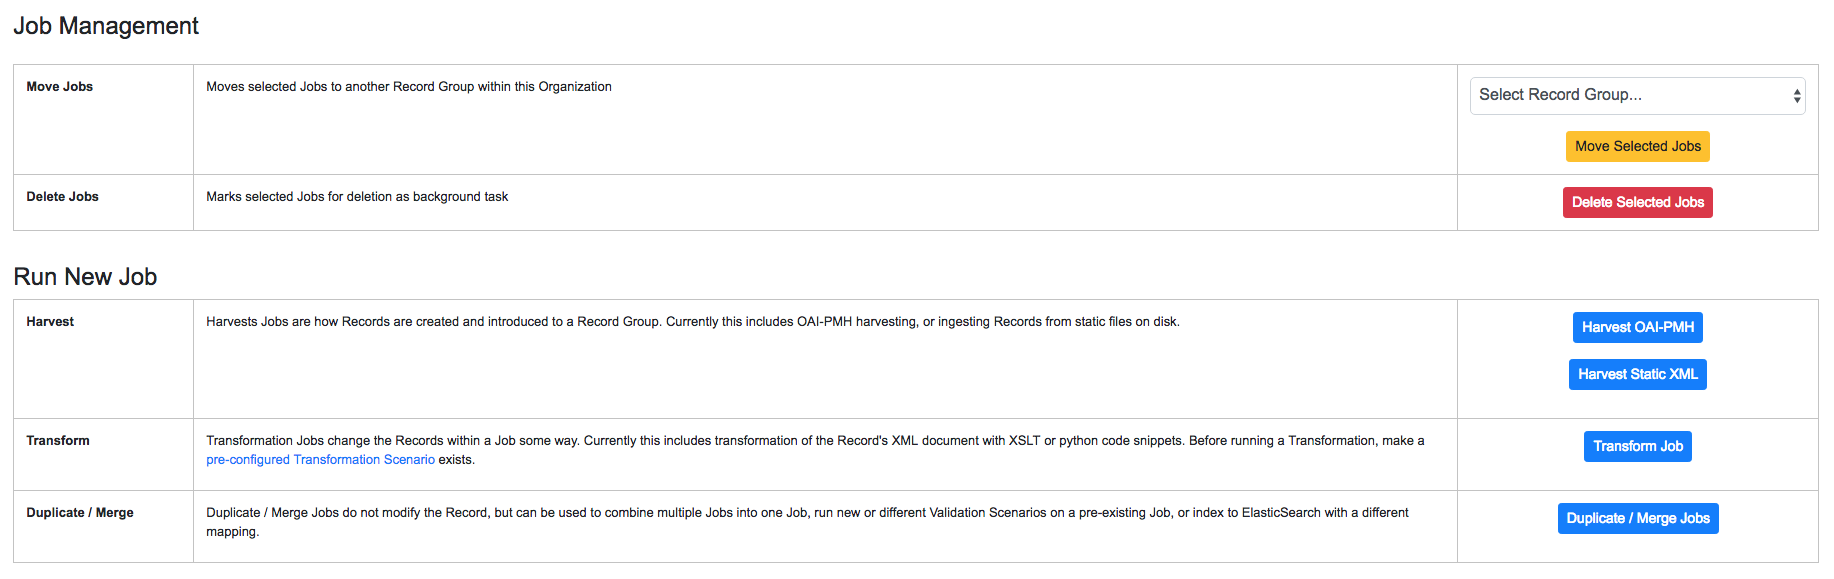 Job Management
Move Jobs
Moves selected Jobs to another Record Group within this Organization
Select Record Group...
Move Selected Jobs
Delete Jobs
Marks selected Jobs for deletion as background task
Delete Selected Jobs
Run New Job
Harvest
Harvests Jobs are how Records are created and introduced to a Record Group. Currently this includes OAI-PMH harvesting, or ingesting Records from static files on disk.
Harvest OAI-PMH
Harvest Static XML
Transform
Transformation Jobs change the Records within a Job some way. Currently this includes transformation of the Record's XML document with XSLT or python code snippets. Before running a Transformation, make a
pre-configured Transformation Scenario exists.
Transform Job
Duplicate / Merge
Duplicate / Merge Jobs do not modify the Record, but can be used to combine multiple Jobs into one Job, run new or different Validation Scenarios on a pre-existing Job, or index to ElasticSearch with a different
mapping.
Duplicate / Merge Jobs